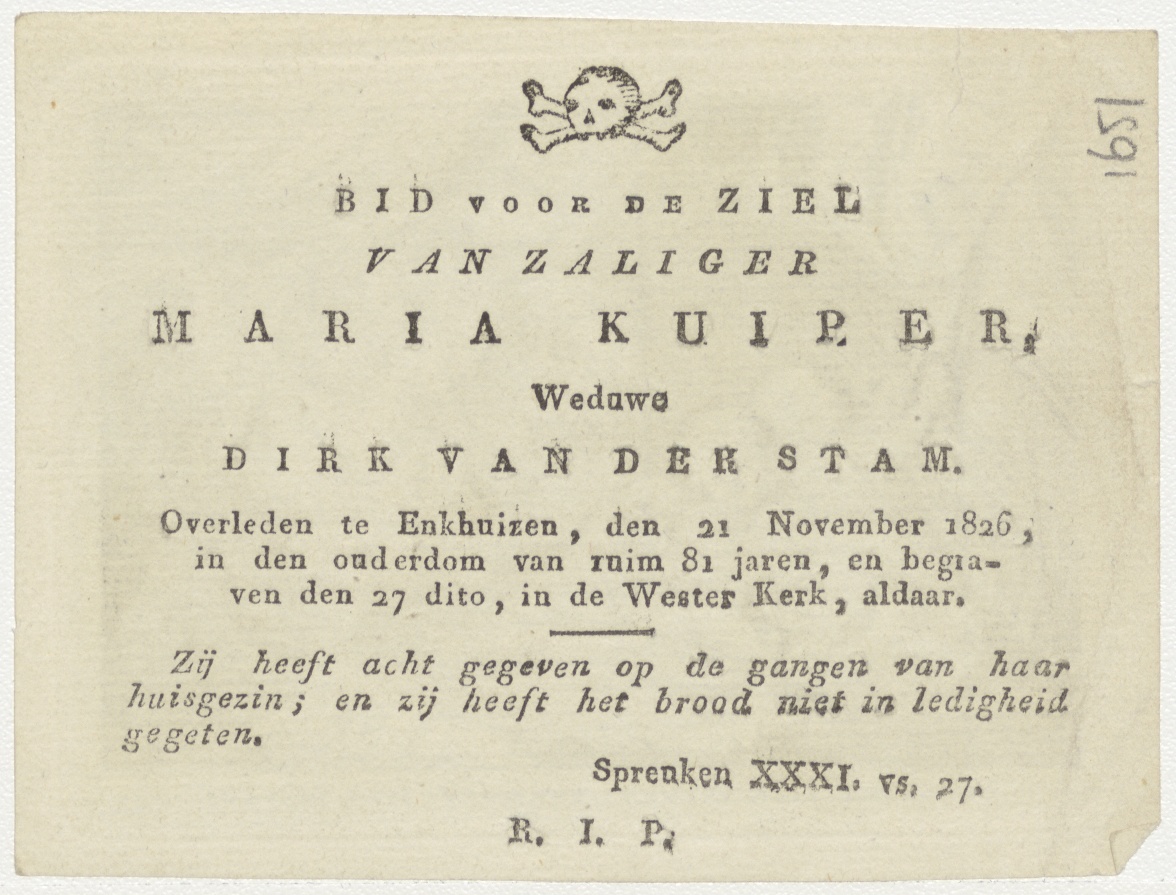 BID VOOR DE ZIEL
VAN ZALIGER
MARIA KUIPER,
Weduwe
DIRK VAN DER STAM.
Overleden te Enkhuizen, den 21 November 1826,
in den ouderdom van ruim 81 jaren, en begra-
ven den 27 dito, in de Wester Kerk, aldaar.
Zij heeft acht gegeven op de gangen van haar
huisgezin; en zij heeft het brood niet in ledigheid
gegeten.
Spreuken XXXI. vs. 27.
R. I. P.
1621